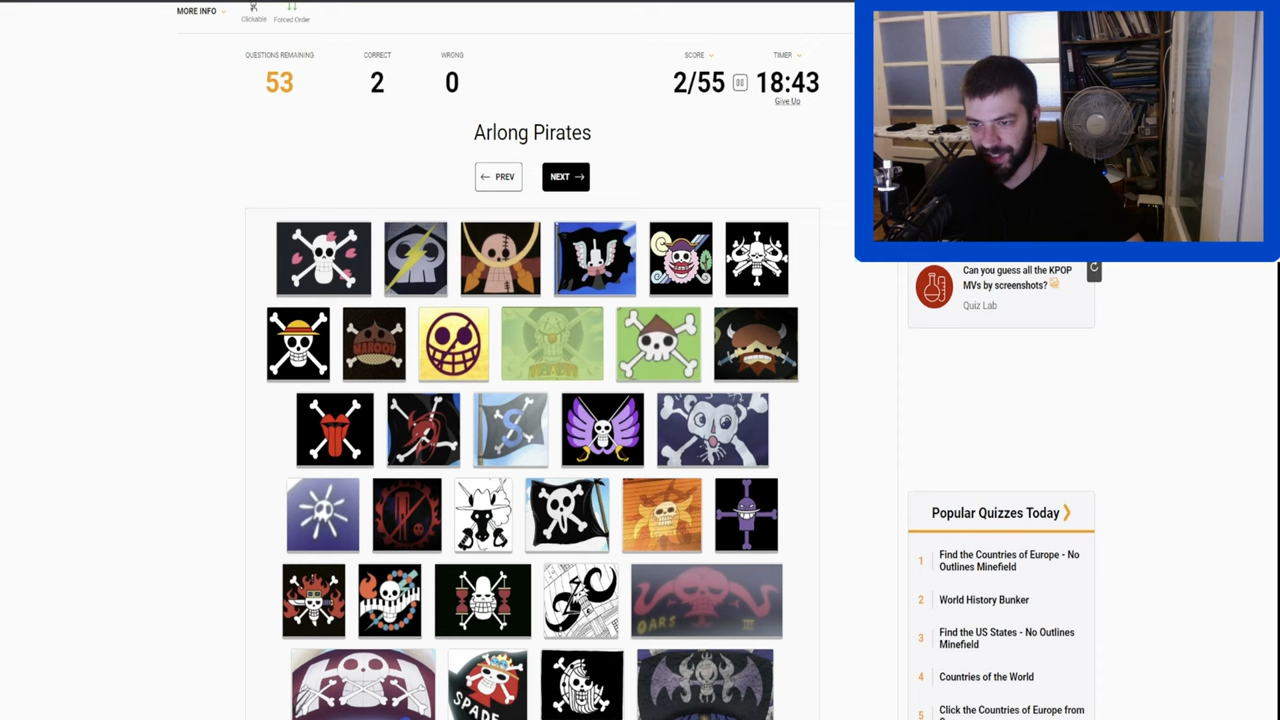 MORE INFO
Clickable
Forced Order
QUESTIONS REMAINING
CORRECT
WRONG
SCORE
TIMER
53
2
0
2/55
18:43
Give Up
Arlong Pirates
← PREV
NEXT →
Can you guess all the KPOP
MVs by screenshots?
Quiz Lab
MAROON
S
OARS
III
SPADE
Popular Quizzes Today
1 Find the Countries of Europe - No
Outlines Minefield
2 World History Bunker
3 Find the US States - No Outlines
Minefield
4 Countries of the World
5 Click the Countries of Europe from